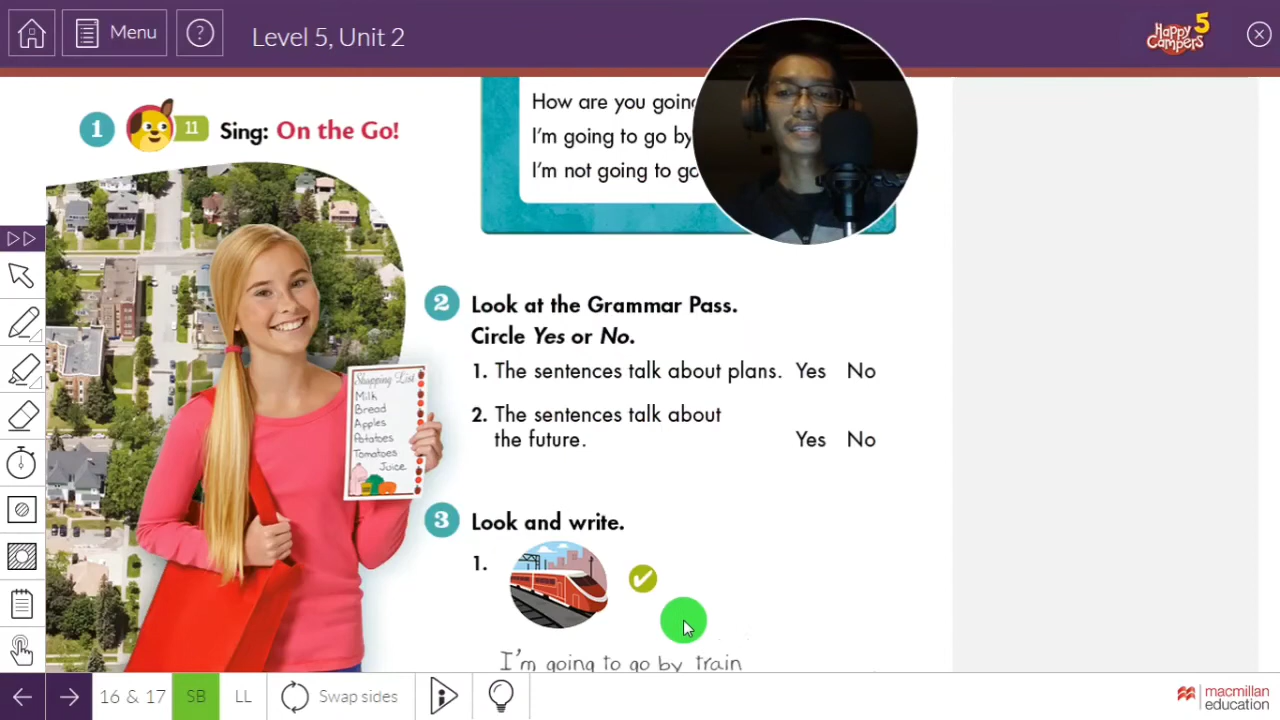 Menu
?
Level 5, Unit 2
Happy Campers 5
1
11
Sing: On the Go!
How are you goin
I'm going to go by
I'm not going to go
2
Look at the Grammar Pass.
Circle Yes or No.
1. The sentences talk about plans. Yes No
2. The sentences talk about
the future. Yes No
Shopping List
Milk
Bread
Apples
Potatoes
Tomatoes
Juice
3
Look and write.
1.
I'm going to go by train
16 & 17
SB
LL
Swap sides
macmillan
education